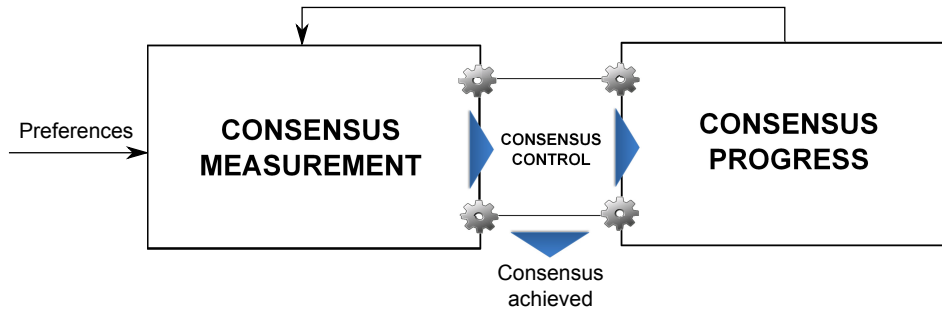 Preferences
CONSENSUS
MEASUREMENT
CONSENSUS
CONTROL
CONSENSUS
PROGRESS
Consensus
achieved